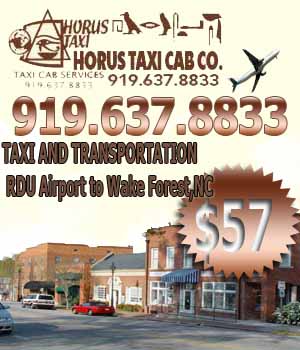 HORUS
TAXI
TAXI CAB SERVICES
919.637.8833
HORUS TAXI CAB CO.
919.637.8833
919.637.8833
TAXI AND TRANSPORTATION
RDU Airport to Wake Forest,NC
$57